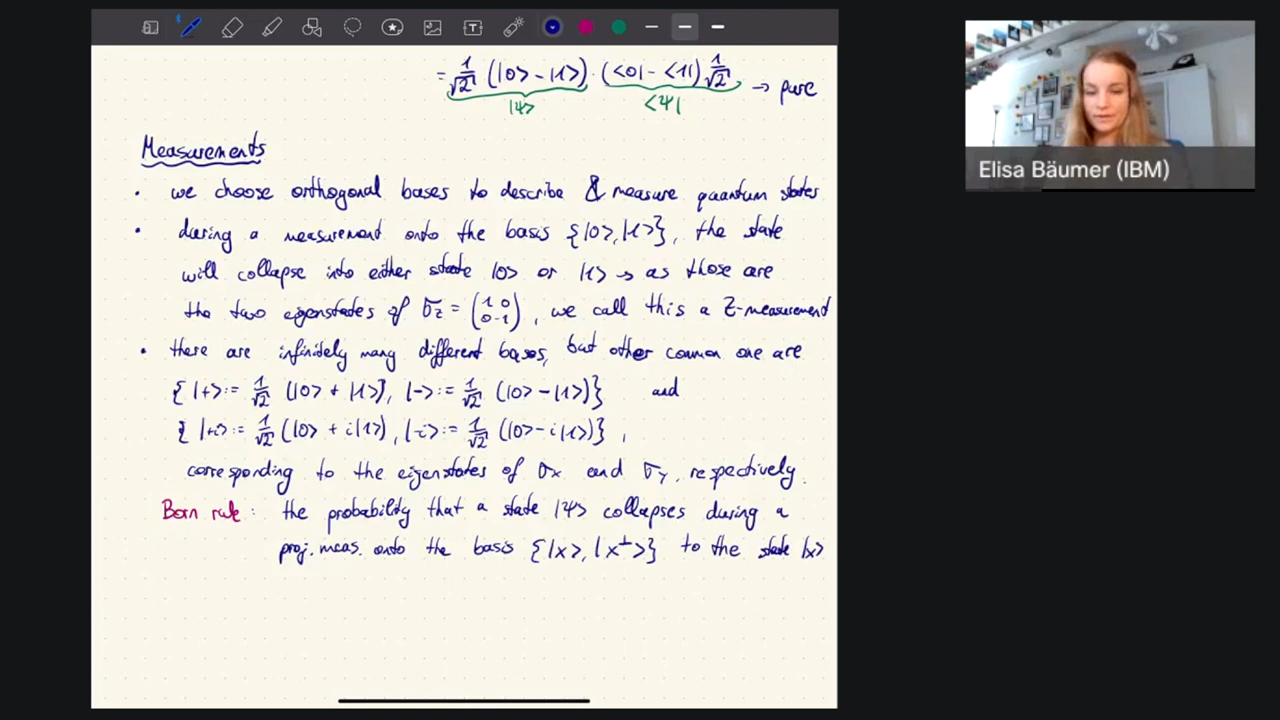 = 1/√2 (|0> - |1>) · (<0| - <1|) 1/√2 → pure
|ψ> <ψ|
Measurements
• we choose orthogonal bases to describe & measure quantum states
• during a measurement onto the basis {|0>, |1>}, the state
will collapse into either state |0> or |1> → as those are
the two eigenstates of σz = (1 0 0 -1), we call this a Z-measurement
• there are infinitely many different bases, but other common one are
{|+> := 1/√2 (|0> + |1>), |-> := 1/√2 (|0> - |1>)} and
{|+i> := 1/√2 (|0> + i|1>), |-i> := 1/√2 (|0> - i|1>)},
corresponding to the eigenstates of σx and σy, respectively.
Born rule: the probability that a state |ψ> collapses during a
proj. meas. onto the basis {|x>, |x⊥>} to the state |x>
Elisa Bäumer (IBM)